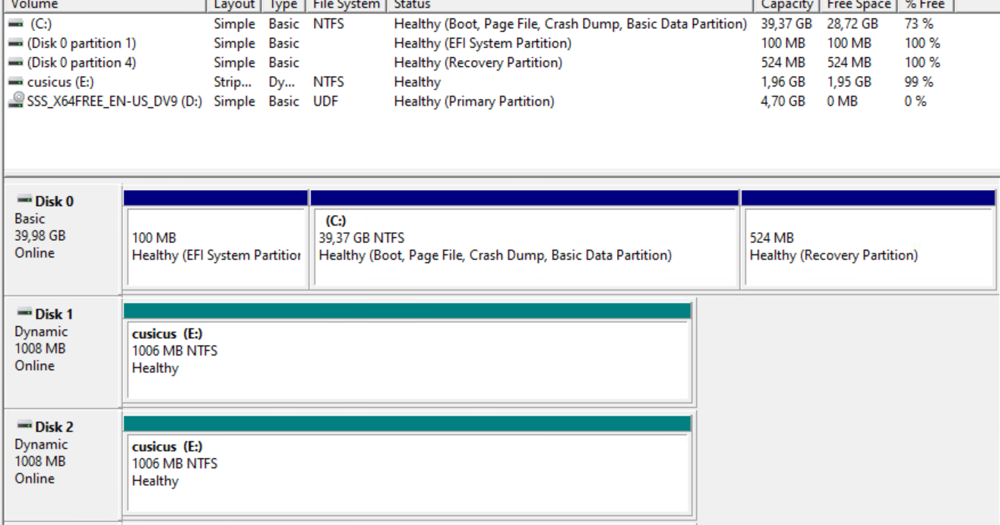 Volume Layout Type File System Status Capacity Free Space % Free
(C:) Simple Basic NTFS Healthy (Boot, Page File, Crash Dump, Basic Data Partition) 39,37 GB 28,72 GB 73 %
(Disk 0 partition 1) Simple Basic Healthy (EFI System Partition) 100 MB 100 MB 100 %
(Disk 0 partition 4) Simple Basic Healthy (Recovery Partition) 524 MB 524 MB 100 %
cusicus (E:) Strip... Dy... NTFS Healthy 1,96 GB 1,95 GB 99 %
SSS_X64FREE_EN-US_DV9 (D:) Simple Basic UDF Healthy (Primary Partition) 4,70 GB 0 MB 0 %
Disk 0
Basic
39,98 GB
Online
100 MB
Healthy (EFI System Partition
(C:)
39,37 GB NTFS
Healthy (Boot, Page File, Crash Dump, Basic Data Partition)
524 MB
Healthy (Recovery Partition)
Disk 1
Dynamic
1008 MB
Online
cusicus (E:)
1006 MB NTFS
Healthy
Disk 2
Dynamic
1008 MB
Online
cusicus (E:)
1006 MB NTFS
Healthy